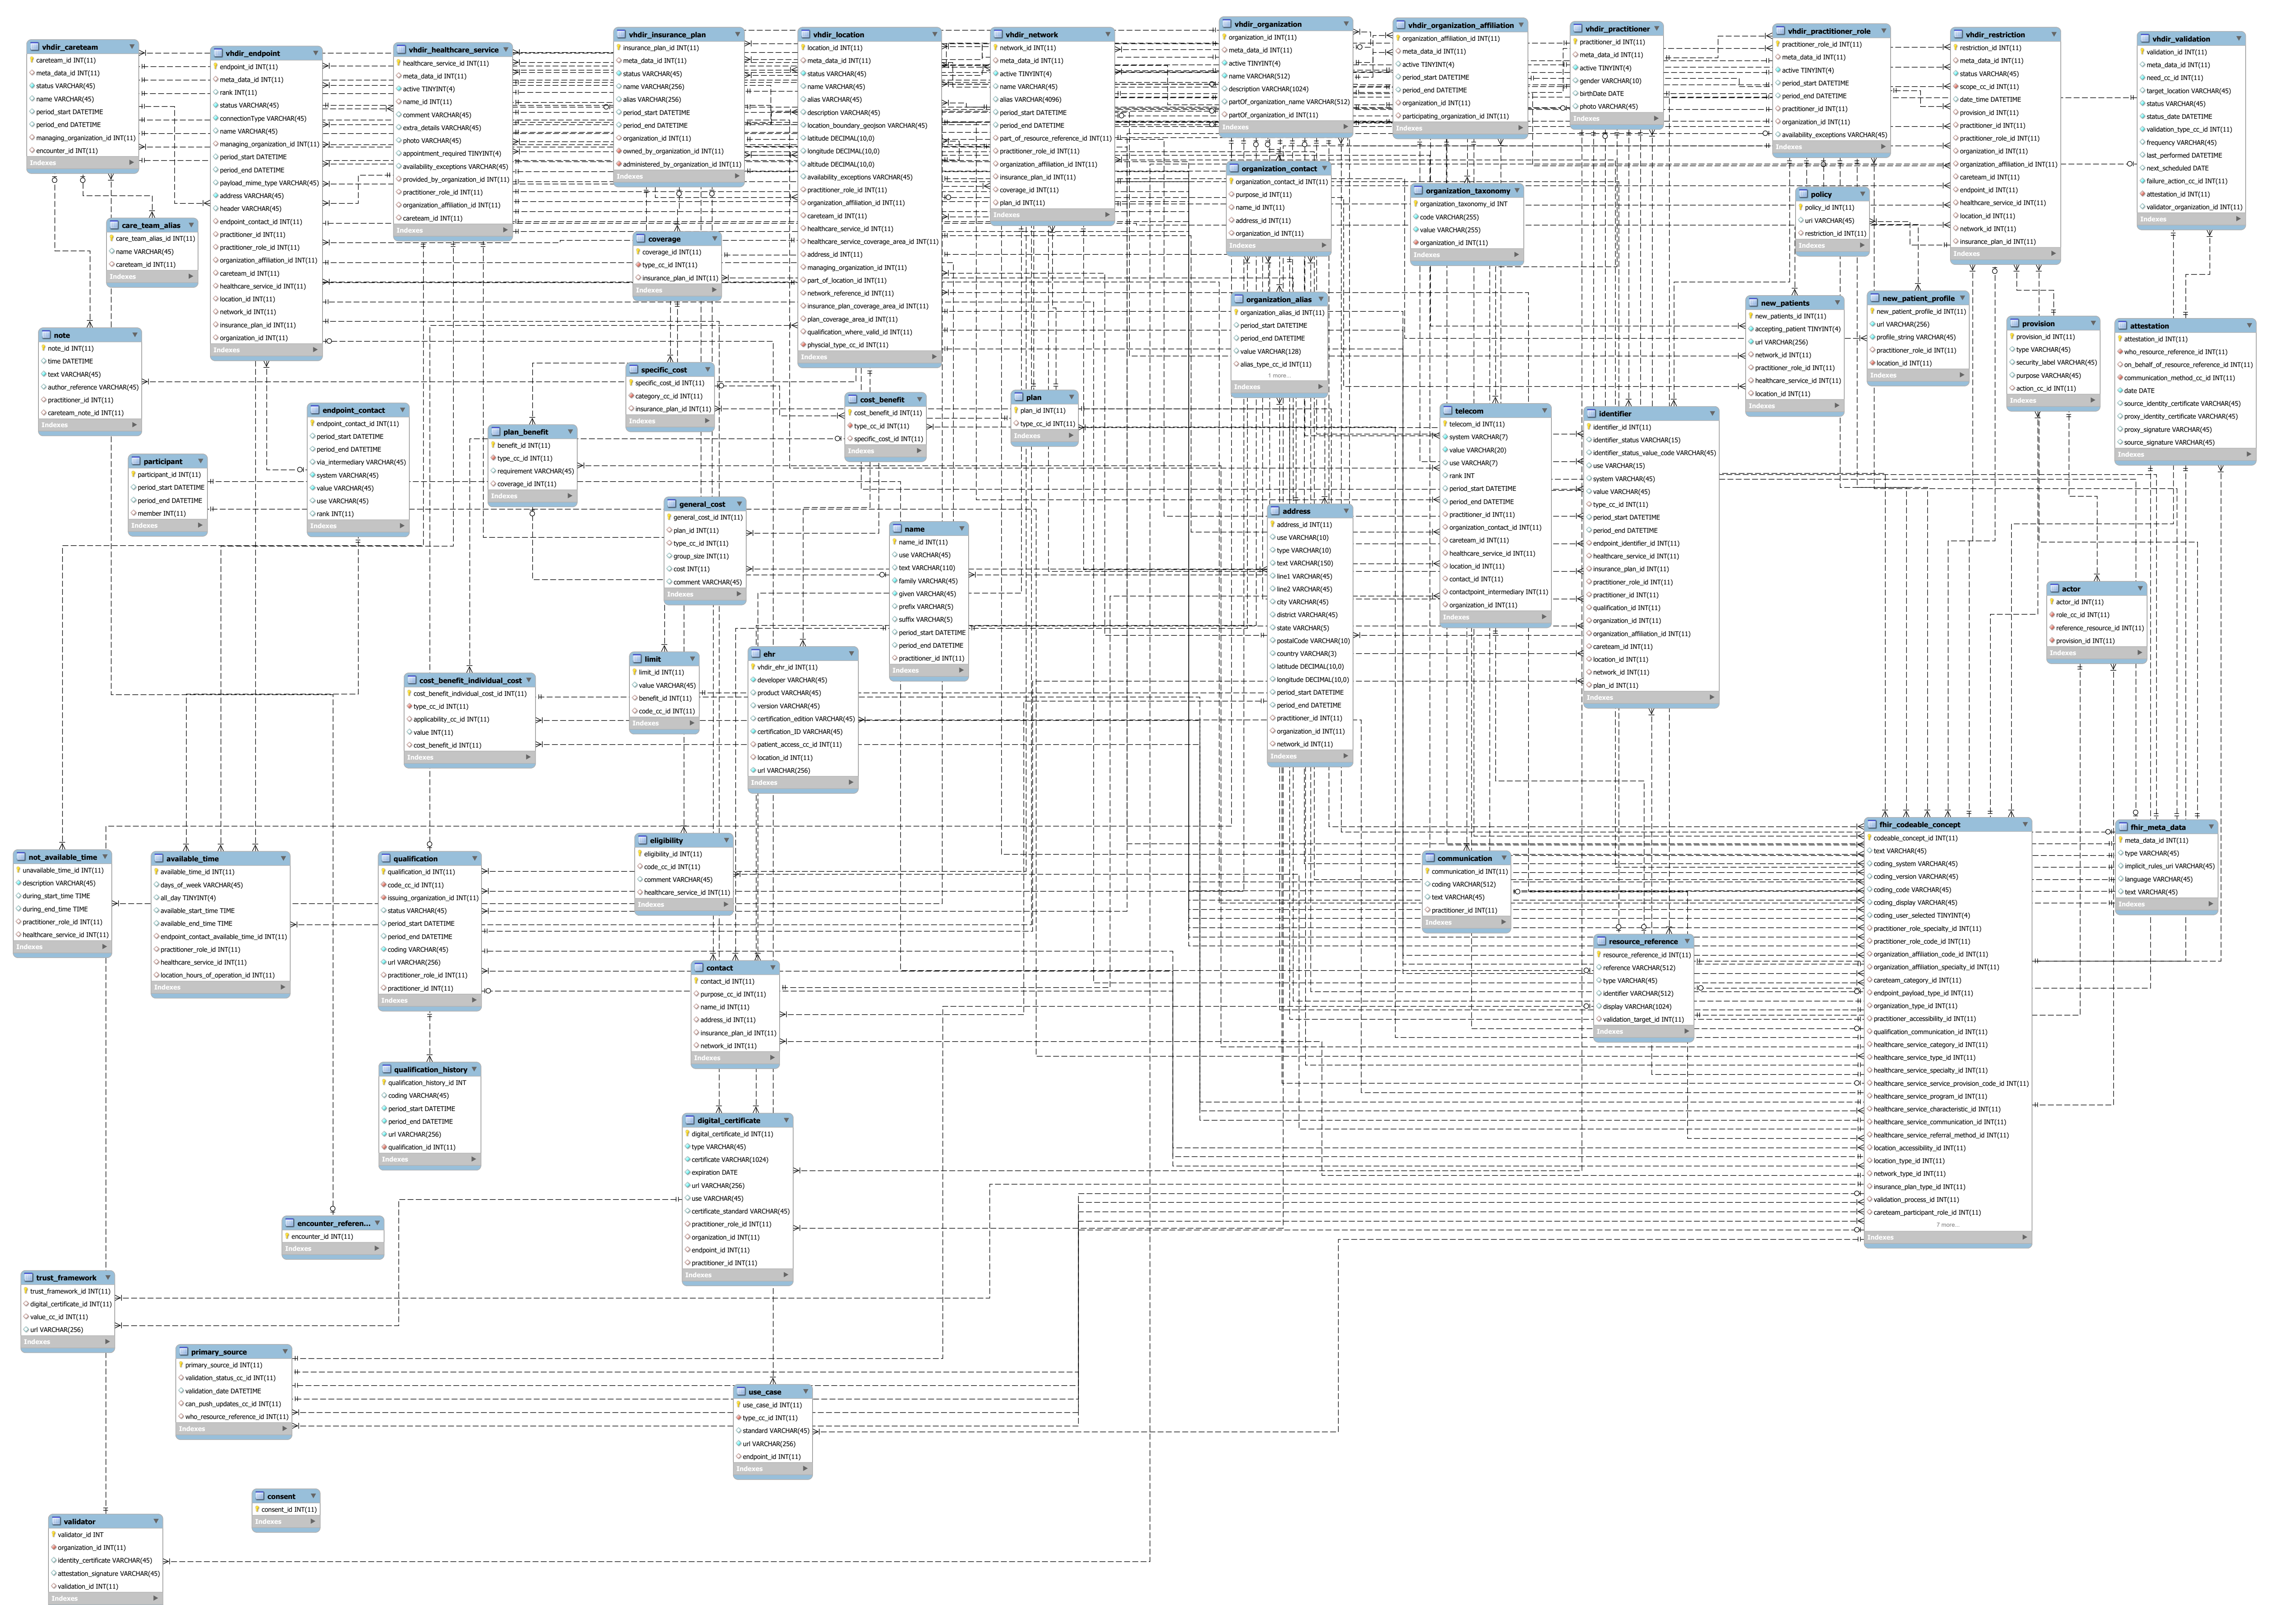 vhdir_careteam
careteam_id INT(11)
meta_data_id INT(11)
status VARCHAR(45)
name VARCHAR(45)
period_start DATETIME
period_end DATETIME
managing_organization_id INT(11)
encounter_id INT(11)
Indexes
vhdir_endpoint
endpoint_id INT(11)
meta_data_id INT(11)
rank INT(11)
status VARCHAR(45)
connectionType VARCHAR(45)
name VARCHAR(45)
managing_organization_id INT(11)
period_start DATETIME
period_end DATETIME
payload_mime_type VARCHAR(45)
address VARCHAR(45)
header VARCHAR(45)
endpoint_contact_id INT(11)
practitioner_id INT(11)
practitioner_role_id INT(11)
organization_affiliation_id INT(11)
careteam_id INT(11)
healthcare_service_id INT(11)
location_id INT(11)
network_id INT(11)
insurance_plan_id INT(11)
organization_id INT(11)
Indexes
vhdir_healthcare_service
healthcare_service_id INT(11)
meta_data_id INT(11)
active TINYINT(4)
name_id INT(11)
comment VARCHAR(45)
extra_details VARCHAR(45)
photo VARCHAR(45)
appointment_required TINYINT(4)
availability_exceptions VARCHAR(45)
provided_by_organization_id INT(11)
practitioner_role_id INT(11)
organization_affiliation_id INT(11)
careteam_id INT(11)
Indexes
vhdir_insurance_plan
insurance_plan_id INT(11)
meta_data_id INT(11)
status VARCHAR(45)
name VARCHAR(256)
alias VARCHAR(256)
period_start DATETIME
period_end DATETIME
organization_id INT(11)
owned_by_organization_id INT(11)
administered_by_organization_id INT(11)
Indexes
vhdir_location
location_id INT(11)
meta_data_id INT(11)
status VARCHAR(45)
name VARCHAR(45)
alias VARCHAR(45)
description VARCHAR(45)
location_boundary_geojson VARCHAR(45)
latitude DECIMAL(10,0)
longitude DECIMAL(10,0)
altitude DECIMAL(10,0)
availability_exceptions VARCHAR(45)
practitioner_role_id INT(11)
organization_affiliation_id INT(11)
careteam_id INT(11)
healthcare_service_id INT(11)
healthcare_service_coverage_area_id INT(11)
address_id INT(11)
managing_organization_id INT(11)
part_of_location_id INT(11)
network_reference_id INT(11)
insurance_plan_coverage_area_id INT(11)
plan_coverage_area_id INT(11)
qualification_where_valid_id INT(11)
physcial_type_cc_id INT(11)
Indexes
vhdir_network
network_id INT(11)
meta_data_id INT(11)
active TINYINT(4)
name VARCHAR(45)
alias VARCHAR(4096)
period_start DATETIME
period_end DATETIME
part_of_resource_reference_id INT(11)
practitioner_role_id INT(11)
organization_affiliation_id INT(11)
insurance_plan_id INT(11)
coverage_id INT(11)
plan_id INT(11)
Indexes
vhdir_organization
organization_id INT(11)
meta_data_id INT(11)
active TINYINT(4)
name VARCHAR(512)
description VARCHAR(1024)
partOf_organization_name VARCHAR(512)
partOf_organization_id INT(11)
Indexes
vhdir_organization_affiliation
organization_affiliation_id INT(11)
meta_data_id INT(11)
active TINYINT(4)
period_start DATETIME
period_end DATETIME
organization_id INT(11)
participating_organization_id INT(11)
Indexes
vhdir_practitioner
practitioner_id INT(11)
meta_data_id INT(11)
active TINYINT(4)
gender VARCHAR(10)
birthDate DATE
photo VARCHAR(45)
Indexes
vhdir_practitioner_role
practitioner_role_id INT(11)
meta_data_id INT(11)
active TINYINT(4)
period_start DATETIME
period_end DATETIME
practitioner_id INT(11)
organization_id INT(11)
availability_exceptions VARCHAR(45)
Indexes
vhdir_restriction
restriction_id INT(11)
meta_data_id INT(11)
status VARCHAR(45)
scope_cc_id INT(11)
date_time DATETIME
provision_id INT(11)
practitioner_id INT(11)
practitioner_role_id INT(11)
organization_id INT(11)
organization_affiliation_id INT(11)
careteam_id INT(11)
endpoint_id INT(11)
healthcare_service_id INT(11)
location_id INT(11)
network_id INT(11)
insurance_plan_id INT(11)
Indexes
vhdir_validation
validation_id INT(11)
meta_data_id INT(11)
need_cc_id INT(11)
target_location VARCHAR(45)
status VARCHAR(45)
status_date DATETIME
validation_type_cc_id INT(11)
frequency VARCHAR(45)
last_performed DATETIME
next_scheduled DATE
failure_action_cc_id INT(11)
attestation_id INT(11)
validator_organization_id INT(11)
Indexes
care_team_alias
care_team_alias_id INT(11)
name VARCHAR(45)
careteam_id INT(11)
Indexes
coverage
coverage_id INT(11)
type_cc_id INT(11)
insurance_plan_id INT(11)
Indexes
organization_contact
organization_contact_id INT(11)
purpose_id INT(11)
name_id INT(11)
address_id INT(11)
organization_id INT(11)
Indexes
organization_taxonomy
organization_taxonomy_id INT
code VARCHAR(255)
value VARCHAR(255)
organization_id INT(11)
Indexes
policy
policy_id INT(11)
uri VARCHAR(45)
restriction_id INT(11)
Indexes
organization_alias
organization_alias_id INT(11)
period_start DATETIME
period_end DATETIME
value VARCHAR(128)
alias_type_cc_id INT(11)
1 more...
Indexes
new_patients
new_patients_id INT(11)
accepting_patient TINYINT(4)
url VARCHAR(256)
network_id INT(11)
practitioner_role_id INT(11)
healthcare_service_id INT(11)
location_id INT(11)
Indexes
new_patient_profile
new_patient_profile_id INT(11)
url VARCHAR(256)
profile_string VARCHAR(45)
practitioner_role_id INT(11)
location_id INT(11)
Indexes
provision
provision_id INT(11)
type VARCHAR(45)
security_label VARCHAR(45)
purpose VARCHAR(45)
action_cc_id INT(11)
Indexes
attestation
attestation_id INT(11)
who_resource_reference_id INT(11)
on_behalf_of_resource_reference_id INT(11)
communication_method_cc_id INT(11)
date DATE
source_identity_certificate VARCHAR(45)
proxy_identity_certificate VARCHAR(45)
proxy_signature VARCHAR(45)
source_signature VARCHAR(45)
Indexes
note
note_id INT(11)
time DATETIME
text VARCHAR(45)
author_reference VARCHAR(45)
practitioner_id INT(11)
careteam_note_id INT(11)
Indexes
endpoint_contact
endpoint_contact_id INT(11)
period_start DATETIME
period_end DATETIME
via_intermediary VARCHAR(45)
system VARCHAR(45)
value VARCHAR(45)
use VARCHAR(45)
rank INT(11)
Indexes
specific_cost
specific_cost_id INT(11)
category_cc_id INT(11)
insurance_plan_id INT(11)
Indexes
cost_benefit
cost_benefit_id INT(11)
type_cc_id INT(11)
specific_cost_id INT(11)
Indexes
plan
plan_id INT(11)
type_cc_id INT(11)
Indexes
plan_benefit
benefit_id INT(11)
type_cc_id INT(11)
requirement VARCHAR(45)
coverage_id INT(11)
Indexes
participant
participant_id INT(11)
period_start DATETIME
period_end DATETIME
member INT(11)
Indexes
telecom
telecom_id INT(11)
system VARCHAR(7)
value VARCHAR(20)
use VARCHAR(7)
rank INT
period_start DATETIME
period_end DATETIME
practitioner_id INT(11)
organization_contact_id INT(11)
careteam_id INT(11)
healthcare_service_id INT(11)
location_id INT(11)
contact_id INT(11)
contactpoint_intermediary INT(11)
organization_id INT(11)
Indexes
identifier
identifier_id INT(11)
identifier_status VARCHAR(15)
identifier_status_value_code VARCHAR(45)
use VARCHAR(15)
system VARCHAR(45)
value VARCHAR(45)
type_cc_id INT(11)
period_start DATETIME
period_end DATETIME
endpoint_identifier_id INT(11)
healthcare_service_id INT(11)
insurance_plan_id INT(11)
practitioner_role_id INT(11)
practitioner_id INT(11)
qualification_id INT(11)
organization_id INT(11)
organization_affiliation_id INT(11)
careteam_id INT(11)
location_id INT(11)
network_id INT(11)
plan_id INT(11)
Indexes
general_cost
general_cost_id INT(11)
plan_id INT(11)
type_cc_id INT(11)
group_size INT(11)
cost INT(11)
comment VARCHAR(45)
Indexes
name
name_id INT(11)
use VARCHAR(45)
text VARCHAR(110)
family VARCHAR(45)
given VARCHAR(45)
prefix VARCHAR(5)
suffix VARCHAR(5)
period_start DATETIME
period_end DATETIME
practitioner_id INT(11)
Indexes
address
address_id INT(11)
use VARCHAR(10)
type VARCHAR(10)
text VARCHAR(150)
line1 VARCHAR(45)
line2 VARCHAR(45)
city VARCHAR(45)
district VARCHAR(45)
state VARCHAR(5)
postalCode VARCHAR(10)
country VARCHAR(3)
latitude DECIMAL(10,0)
longitude DECIMAL(10,0)
period_start DATETIME
period_end DATETIME
practitioner_id INT(11)
organization_id INT(11)
network_id INT(11)
Indexes
actor
actor_id INT(11)
role_cc_id INT(11)
reference_resource_id INT(11)
provision_id INT(11)
Indexes
cost_benefit_individual_cost
cost_benefit_individual_cost_id INT(11)
type_cc_id INT(11)
applicability_cc_id INT(11)
value INT(11)
cost_benefit_id INT(11)
Indexes
limit
limit_id INT(11)
value VARCHAR(45)
benefit_id INT(11)
code_cc_id INT(11)
Indexes
ehr
vhdir_ehr_id INT(11)
developer VARCHAR(45)
product VARCHAR(45)
version VARCHAR(45)
certification_edition VARCHAR(45)
certification_ID VARCHAR(45)
patient_access_cc_id INT(11)
location_id INT(11)
url VARCHAR(256)
Indexes
not_available_time
unavailable_time_id INT(11)
description VARCHAR(45)
during_start_time TIME
during_end_time TIME
practitioner_role_id INT(11)
healthcare_service_id INT(11)
Indexes
available_time
available_time_id INT(11)
days_of_week VARCHAR(45)
all_day TINYINT(4)
available_start_time TIME
available_end_time TIME
endpoint_contact_available_time_id INT(11)
practitioner_role_id INT(11)
healthcare_service_id INT(11)
location_hours_of_operation_id INT(11)
Indexes
qualification
qualification_id INT(11)
code_cc_id INT(11)
issuing_organization_id INT(11)
status VARCHAR(45)
period_start DATETIME
period_end DATETIME
coding VARCHAR(45)
url VARCHAR(256)
practitioner_role_id INT(11)
practitioner_id INT(11)
Indexes
eligibility
eligibility_id INT(11)
code_cc_id INT(11)
comment VARCHAR(45)
healthcare_service_id INT(11)
Indexes
communication
communication_id INT(11)
coding VARCHAR(512)
text VARCHAR(45)
practitioner_id INT(11)
Indexes
fhir_codeable_concept
codeable_concept_id INT(11)
text VARCHAR(45)
coding_system VARCHAR(45)
coding_version VARCHAR(45)
coding_code VARCHAR(45)
coding_display VARCHAR(45)
coding_user_selected TINYINT(4)
practitioner_role_specialty_id INT(11)
practitioner_role_code_id INT(11)
organization_affiliation_code_id INT(11)
organization_affiliation_specialty_id INT(11)
careteam_category_id INT(11)
endpoint_payload_type_id INT(11)
organization_type_id INT(11)
practitioner_accessibility_id INT(11)
qualification_communication_id INT(11)
healthcare_service_category_id INT(11)
healthcare_service_type_id INT(11)
healthcare_service_specialty_id INT(11)
healthcare_service_service_provision_code_id INT(11)
healthcare_service_program_id INT(11)
healthcare_service_characteristic_id INT(11)
healthcare_service_communication_id INT(11)
healthcare_service_referral_method_id INT(11)
location_accessibility_id INT(11)
location_type_id INT(11)
network_type_id INT(11)
insurance_plan_type_id INT(11)
validation_process_id INT(11)
careteam_participant_role_id INT(11)
7 more...
Indexes
fhir_meta_data
meta_data_id INT(11)
type VARCHAR(45)
implicit_rules_uri VARCHAR(45)
language VARCHAR(45)
text VARCHAR(45)
Indexes
resource_reference
resource_reference_id INT(11)
reference VARCHAR(512)
type VARCHAR(45)
identifier VARCHAR(512)
display VARCHAR(1024)
validation_target_id INT(11)
Indexes
contact
contact_id INT(11)
purpose_cc_id INT(11)
name_id INT(11)
address_id INT(11)
insurance_plan_id INT(11)
network_id INT(11)
Indexes
qualification_history
qualification_history_id INT
coding VARCHAR(45)
period_start DATETIME
period_end DATETIME
url VARCHAR(256)
qualification_id INT(11)
Indexes
digital_certificate
digital_certificate_id INT(11)
type VARCHAR(45)
certificate VARCHAR(1024)
expiration DATE
url VARCHAR(256)
use VARCHAR(45)
certificate_standard VARCHAR(45)
practitioner_role_id INT(11)
organization_id INT(11)
endpoint_id INT(11)
practitioner_id INT(11)
Indexes
encounter_referen...
encounter_id INT(11)
Indexes
trust_framework
trust_framework_id INT(11)
digital_certificate_id INT(11)
value_cc_id INT(11)
url VARCHAR(256)
Indexes
primary_source
primary_source_id INT(11)
validation_status_cc_id INT(11)
validation_date DATETIME
can_push_updates_cc_id INT(11)
who_resource_reference_id INT(11)
Indexes
use_case
use_case_id INT(11)
type_cc_id INT(11)
standard VARCHAR(45)
url VARCHAR(256)
endpoint_id INT(11)
Indexes
consent
consent_id INT(11)
Indexes
validator
validator_id INT
organization_id INT(11)
identity_certificate VARCHAR(45)
attestation_signature VARCHAR(45)
validation_id INT(11)
Indexes